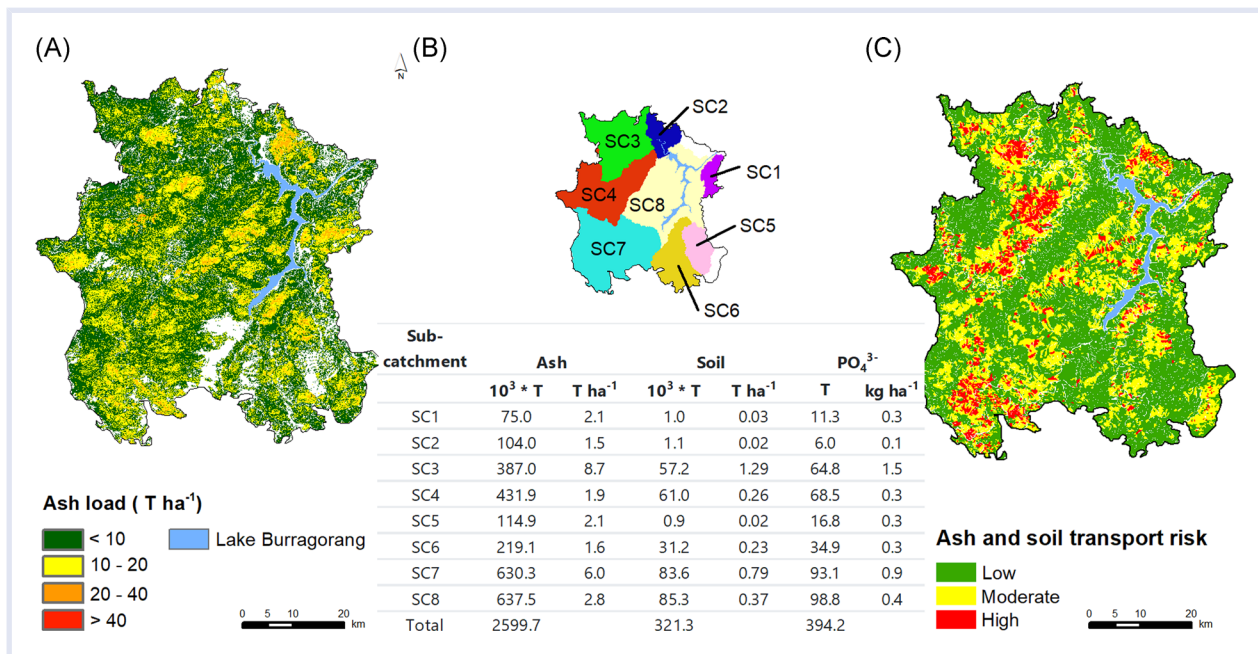 (A)
N
(B)
(C)
SC2
SC3
SC1
SC4
SC8
SC5
SC7
SC6
Sub-catchment Ash Soil PO₄³⁻
10³ * T T ha⁻¹ 10³ * T T ha⁻¹ T kg ha⁻¹
SC1 75.0 2.1 1.0 0.03 11.3 0.3
SC2 104.0 1.5 1.1 0.02 6.0 0.1
SC3 387.0 8.7 57.2 1.29 64.8 1.5
SC4 431.9 1.9 61.0 0.26 68.5 0.3
SC5 114.9 2.1 0.9 0.02 16.8 0.3
SC6 219.1 1.6 31.2 0.23 34.9 0.3
SC7 630.3 6.0 83.6 0.79 93.1 0.9
SC8 637.5 2.8 85.3 0.37 98.8 0.4
Total 2599.7 321.3 394.2
Ash load ( T ha⁻¹)
< 10
10 - 20
20 - 40
> 40
Lake Burragorang
0 10 20
km
Ash and soil transport risk
Low
Moderate
High
0 10 20
km